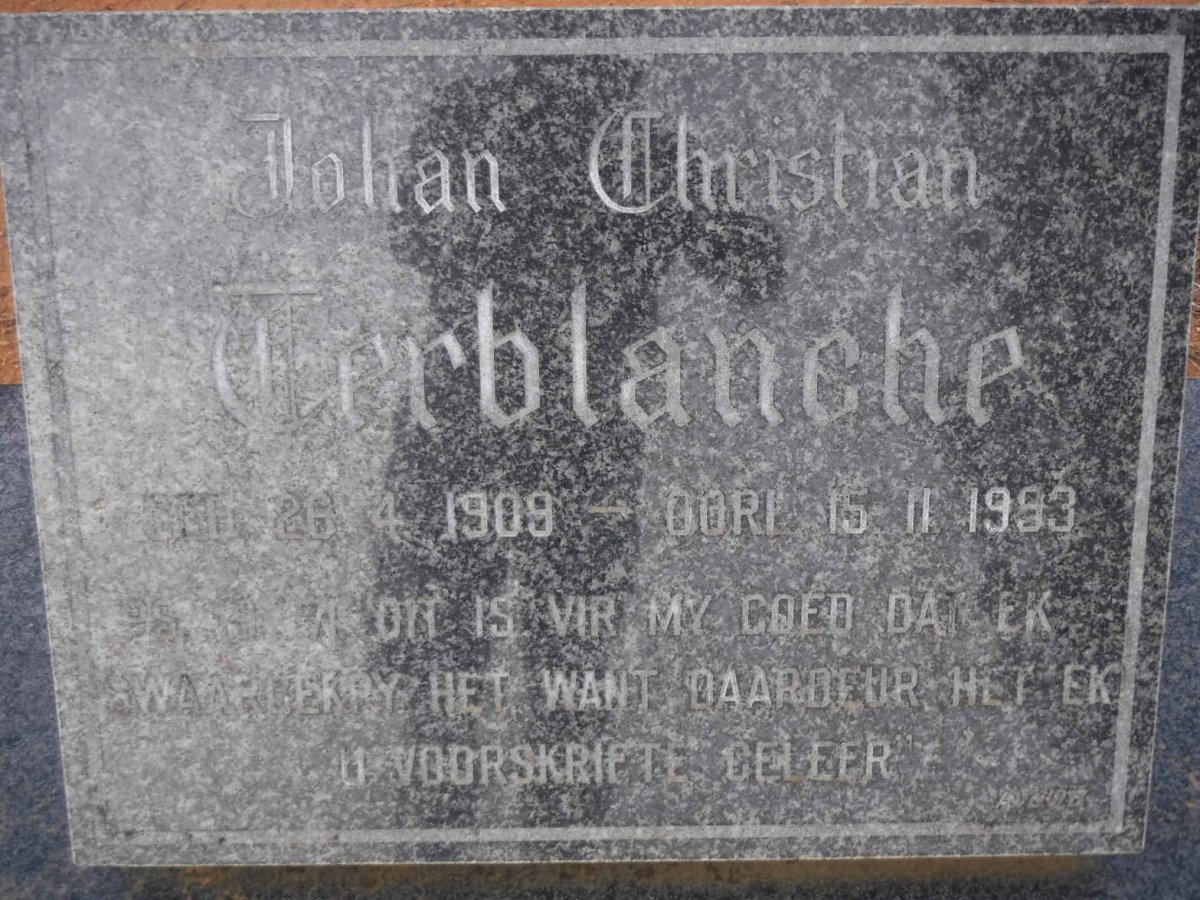 Johan Christian
Terblanche
GEB. 26 4 1909 — OORL. 15. 11. 1993
PS. DIT IS VIR MY GOED DAT EK
SWAARGEKRY HET WANT DAARDEUR HET EK
U VOORSKRIFTE GELEER"